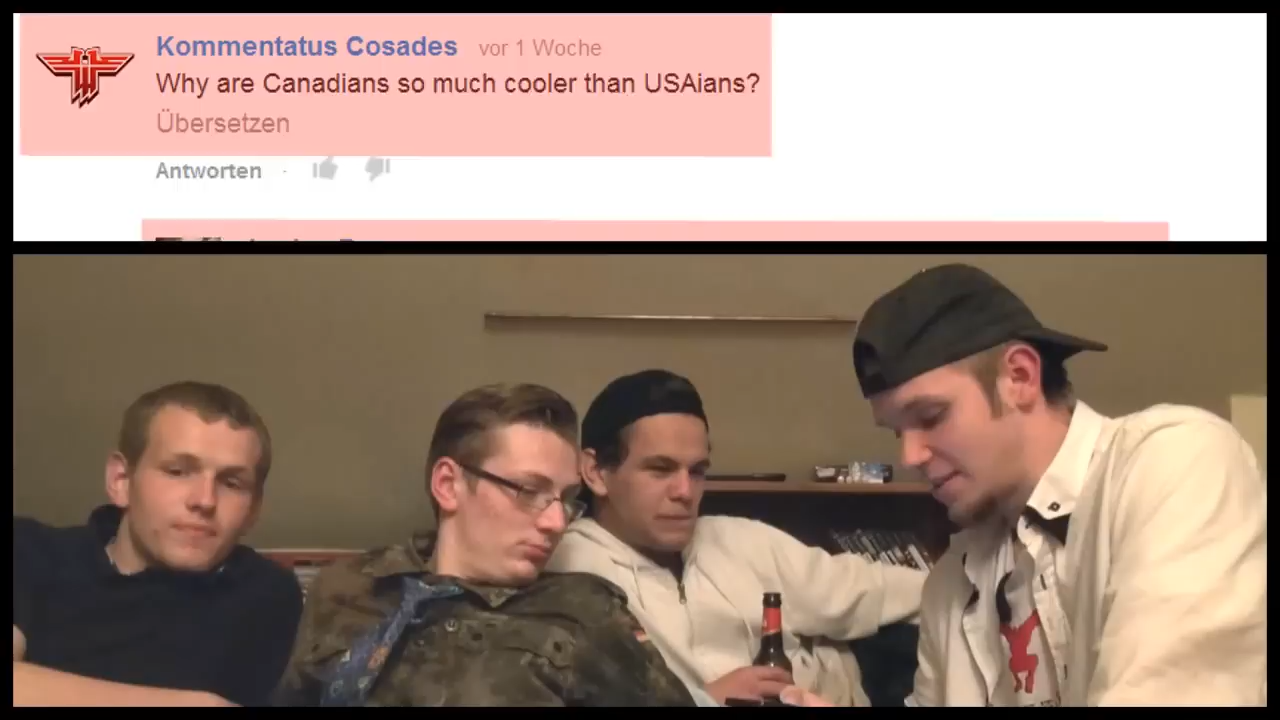 Kommentatus Cosades vor 1 Woche
Why are Canadians so much cooler than USAians?
Übersetzen
Antworten ·